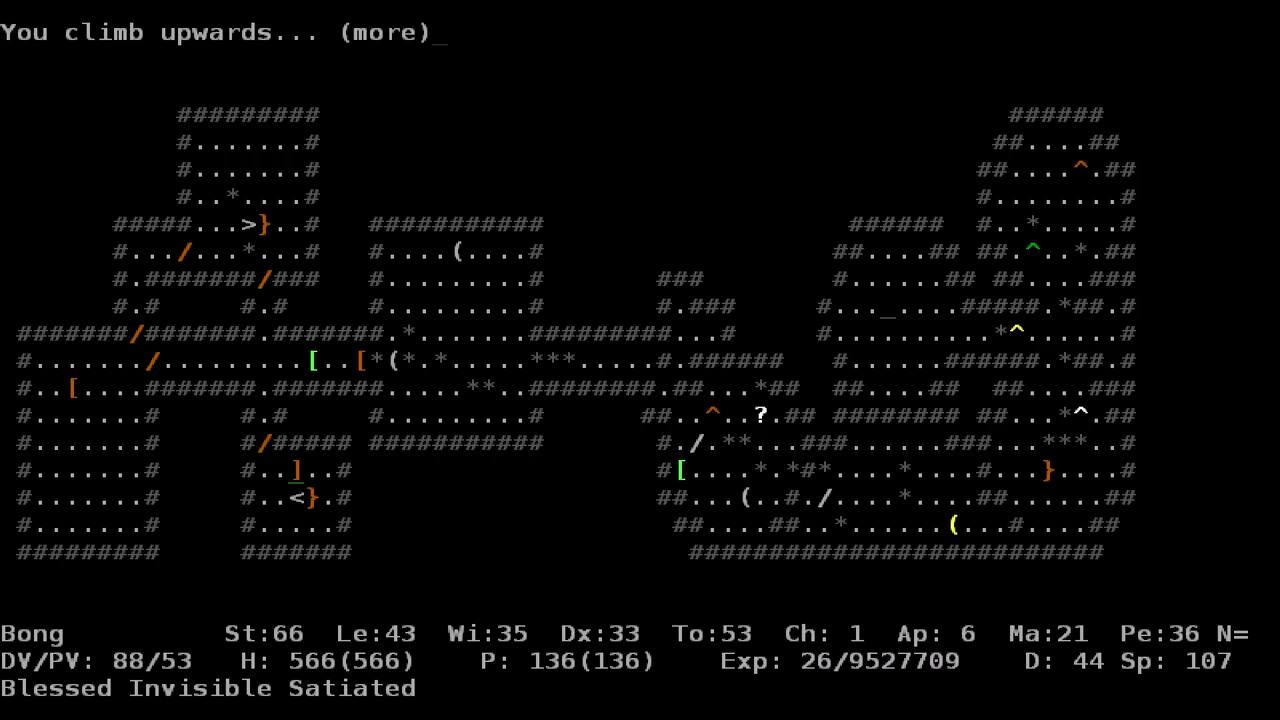 You climb upwards... (more)_
           #########                                           ######
           #.......#                                          ##....##
           #.......#                                         ##....^.##
           #..*....#                                         #........#
       #####...>}..#   ###########                   ######  #..*.....#
       #.../...*...#   #....(....#                  ##....## ##.^..*.##
       #.#######/###   #.........#       ###        #......## ##....###
       #.#     #.#     #.........#       #.###     #..._....#####.*##.#
 #######/#######.#######.*.......#########...#     #..........*^......#
 #......./.........[..[*(*.*.....***.....#.######   #......######.*##.#
 #..[....#######.#######.....**..########.##...*##  ##....##  ##....###
 #.......#     #.#     #.........#      ##..^..?.## ######## ##...*^.##
 #.......#     #/##### ###########       #./.**...###......###...***..#
 #.......#     #..]..#                   #[....*.*#*....*....#...}....#
 #.......#     #..<}.#                   ##...(..#./....*....##......##
 #.......#     #.....#                    ##....##..*......(...#....##
 #########     #######                     ##########################
Bong          St:66  Le:43  Wi:35  Dx:33  To:53  Ch: 1  Ap: 6  Ma:21  Pe:36 N=
DV/PV: 88/53   H: 566(566)    P: 136(136)    Exp: 26/9527709    D: 44 Sp: 107
Blessed Invisible Satiated